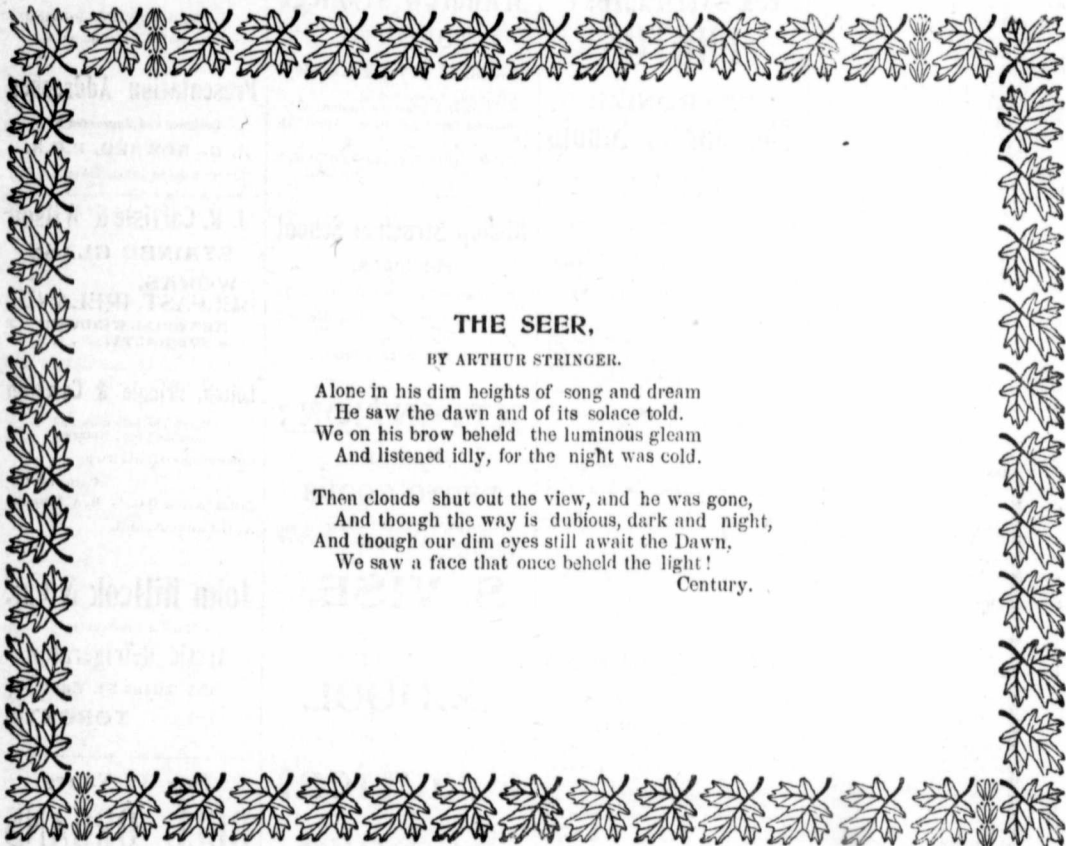 THE SEER,
BY ARTHUR STRINGER.
Alone in his dim heights of song and dream
He saw the dawn and of its solace told.
We on his brow beheld the luminous gleam
And listened idly, for the night was cold.
Then clouds shut out the view, and he was gone,
And though the way is dubious, dark and night,
And though our dim eyes still await the Dawn,
We saw a face that once beheld the light!
Century.